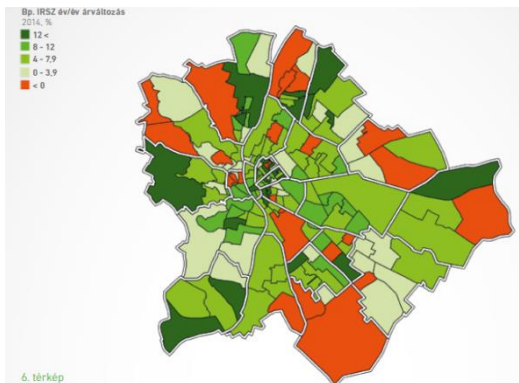 Bp. IRSZ év/év árváltozás
2014, %
12 <
8 - 12
4 - 7,9
0 - 3,9
< 0
6. térkép